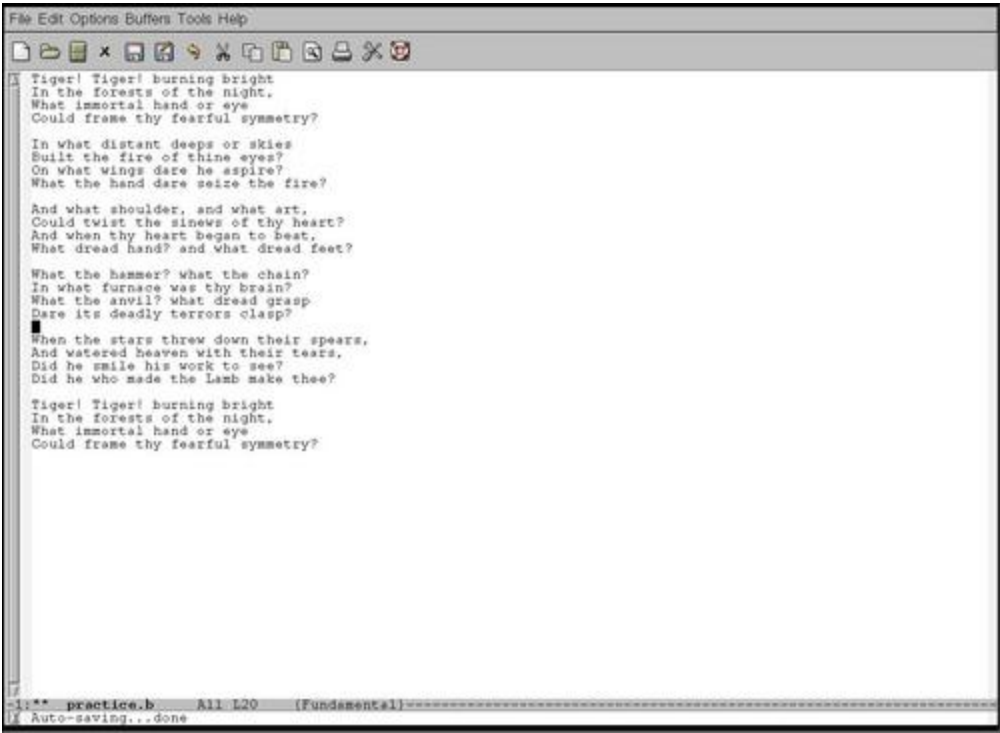 File Edit Options Buffers Tools Help
Tiger! Tiger! burning bright
In the forests of the night,
What immortal hand or eye
Could frame thy fearful symmetry?
In what distant deeps or skies
Built the fire of thine eyes?
On what wings dare he aspire?
What the hand dare seize the fire?
And what shoulder, and what art,
Could twist the sinews of thy heart?
And when thy heart began to beat,
What dread hand? and what dread feet?
What the hammer? what the chain?
In what furnace was thy brain?
What the anvil? what dread grasp
Dare its deadly terrors clasp?
When the stars threw down their spears,
And watered heaven with their tears,
Did he smile his work to see?
Did he who made the Lamb make thee?
Tiger! Tiger! burning bright
In the forests of the night,
What immortal hand or eye
Could frame thy fearful symmetry?
-1:** practice.b All L20 (Fundamental)------------------------------------------------------------
Auto-saving...done